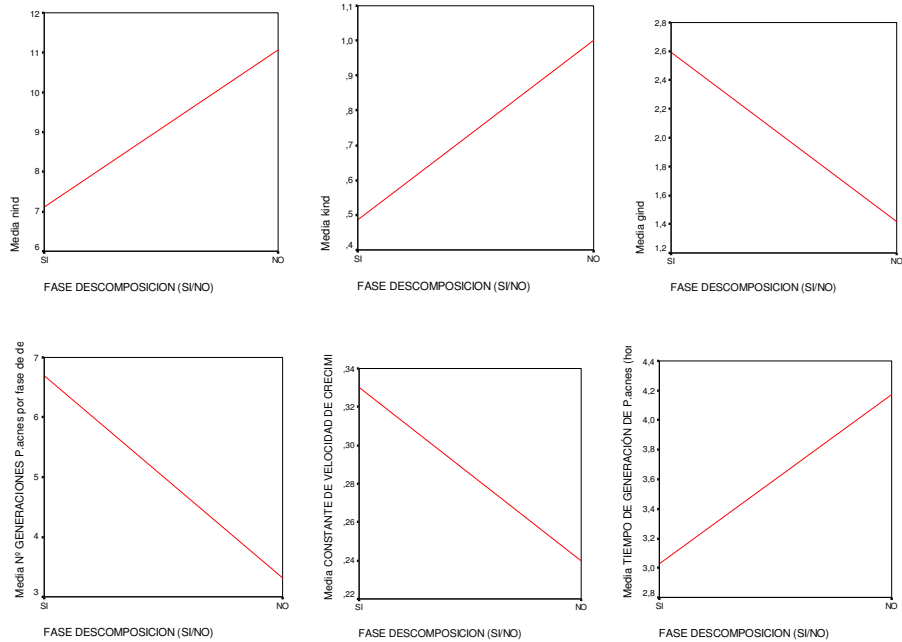 12
11
10
9
8
7
6
Media nind
SI
NO
FASE DESCOMPOSICION (SI/NO)
1,1
1,0
,9
,8
,7
,6
,5
,4
Media kind
SI
NO
FASE DESCOMPOSICION (SI/NO)
2,8
2,6
2,4
2,2
2,0
1,8
1,6
1,4
1,2
Media gind
SI
NO
FASE DESCOMPOSICION (SI/NO)
7
6
5
4
3
Media Nº GENERACIONES P.acnes por fase de de
SI
NO
FASE DESCOMPOSICION (SI/NO)
,34
,32
,30
,28
,26
,24
,22
Media CONSTANTE DE VELOCIDAD DE CRECIMI
SI
NO
FASE DESCOMPOSICION (SI/NO)
4,4
4,2
4,0
3,8
3,6
3,4
3,2
3,0
2,8
Media TIEMPO DE GENERACIÓN DE P.acnes (hor
SI
NO
FASE DESCOMPOSICION (SI/NO)